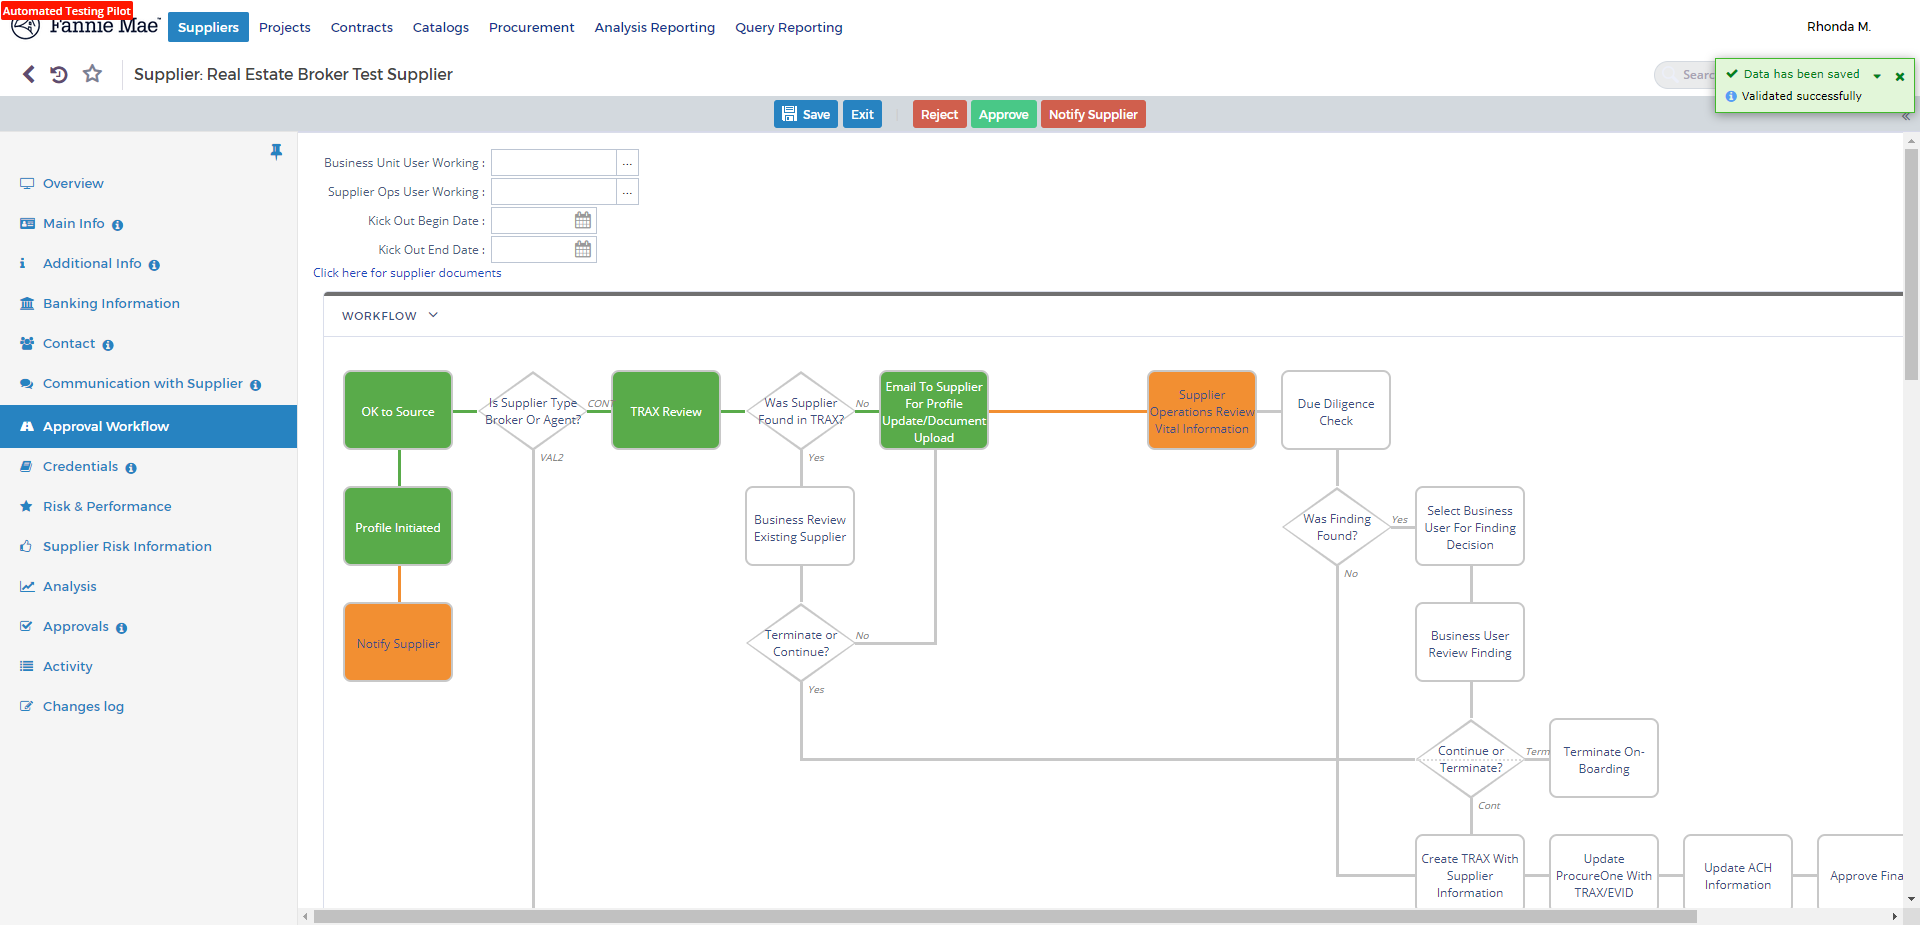 Automated Testing Pilot
Fannie Mae
Suppliers
Projects
Contracts
Catalogs
Procurement
Analysis Reporting
Query Reporting
Rhonda M.
Supplier: Real Estate Broker Test Supplier
Data has been saved
Validated successfully
Save
Exit
Reject
Approve
Notify Supplier
Overview
Main Info
Additional Info
Banking Information
Contact
Communication with Supplier
Approval Workflow
Credentials
Risk & Performance
Supplier Risk Information
Analysis
Approvals
Activity
Changes log
Business Unit User Working :
Supplier Ops User Working :
Kick Out Begin Date :
Kick Out End Date :
Click here for supplier documents
WORKFLOW
OK to Source
Is Supplier Type
Broker Or Agent?
CONT
VAL2
TRAX Review
Was Supplier
Found in TRAX?
No
Yes
Email To Supplier
For Profile
Update/Document
Upload
Supplier
Operations Review
Vital Information
Due Diligence
Check
Profile Initiated
Business Review
Existing Supplier
Was Finding
Found?
Yes
No
Select Business
User For Finding
Decision
Notify Supplier
Terminate or
Continue?
No
Yes
Business User
Review Finding
Continue or
Terminate?
Term
Cont
Terminate On-
Boarding
Create TRAX With
Supplier
Information
Update
ProcureOne With
TRAX/EVID
Update ACH
Information
Approve Fina